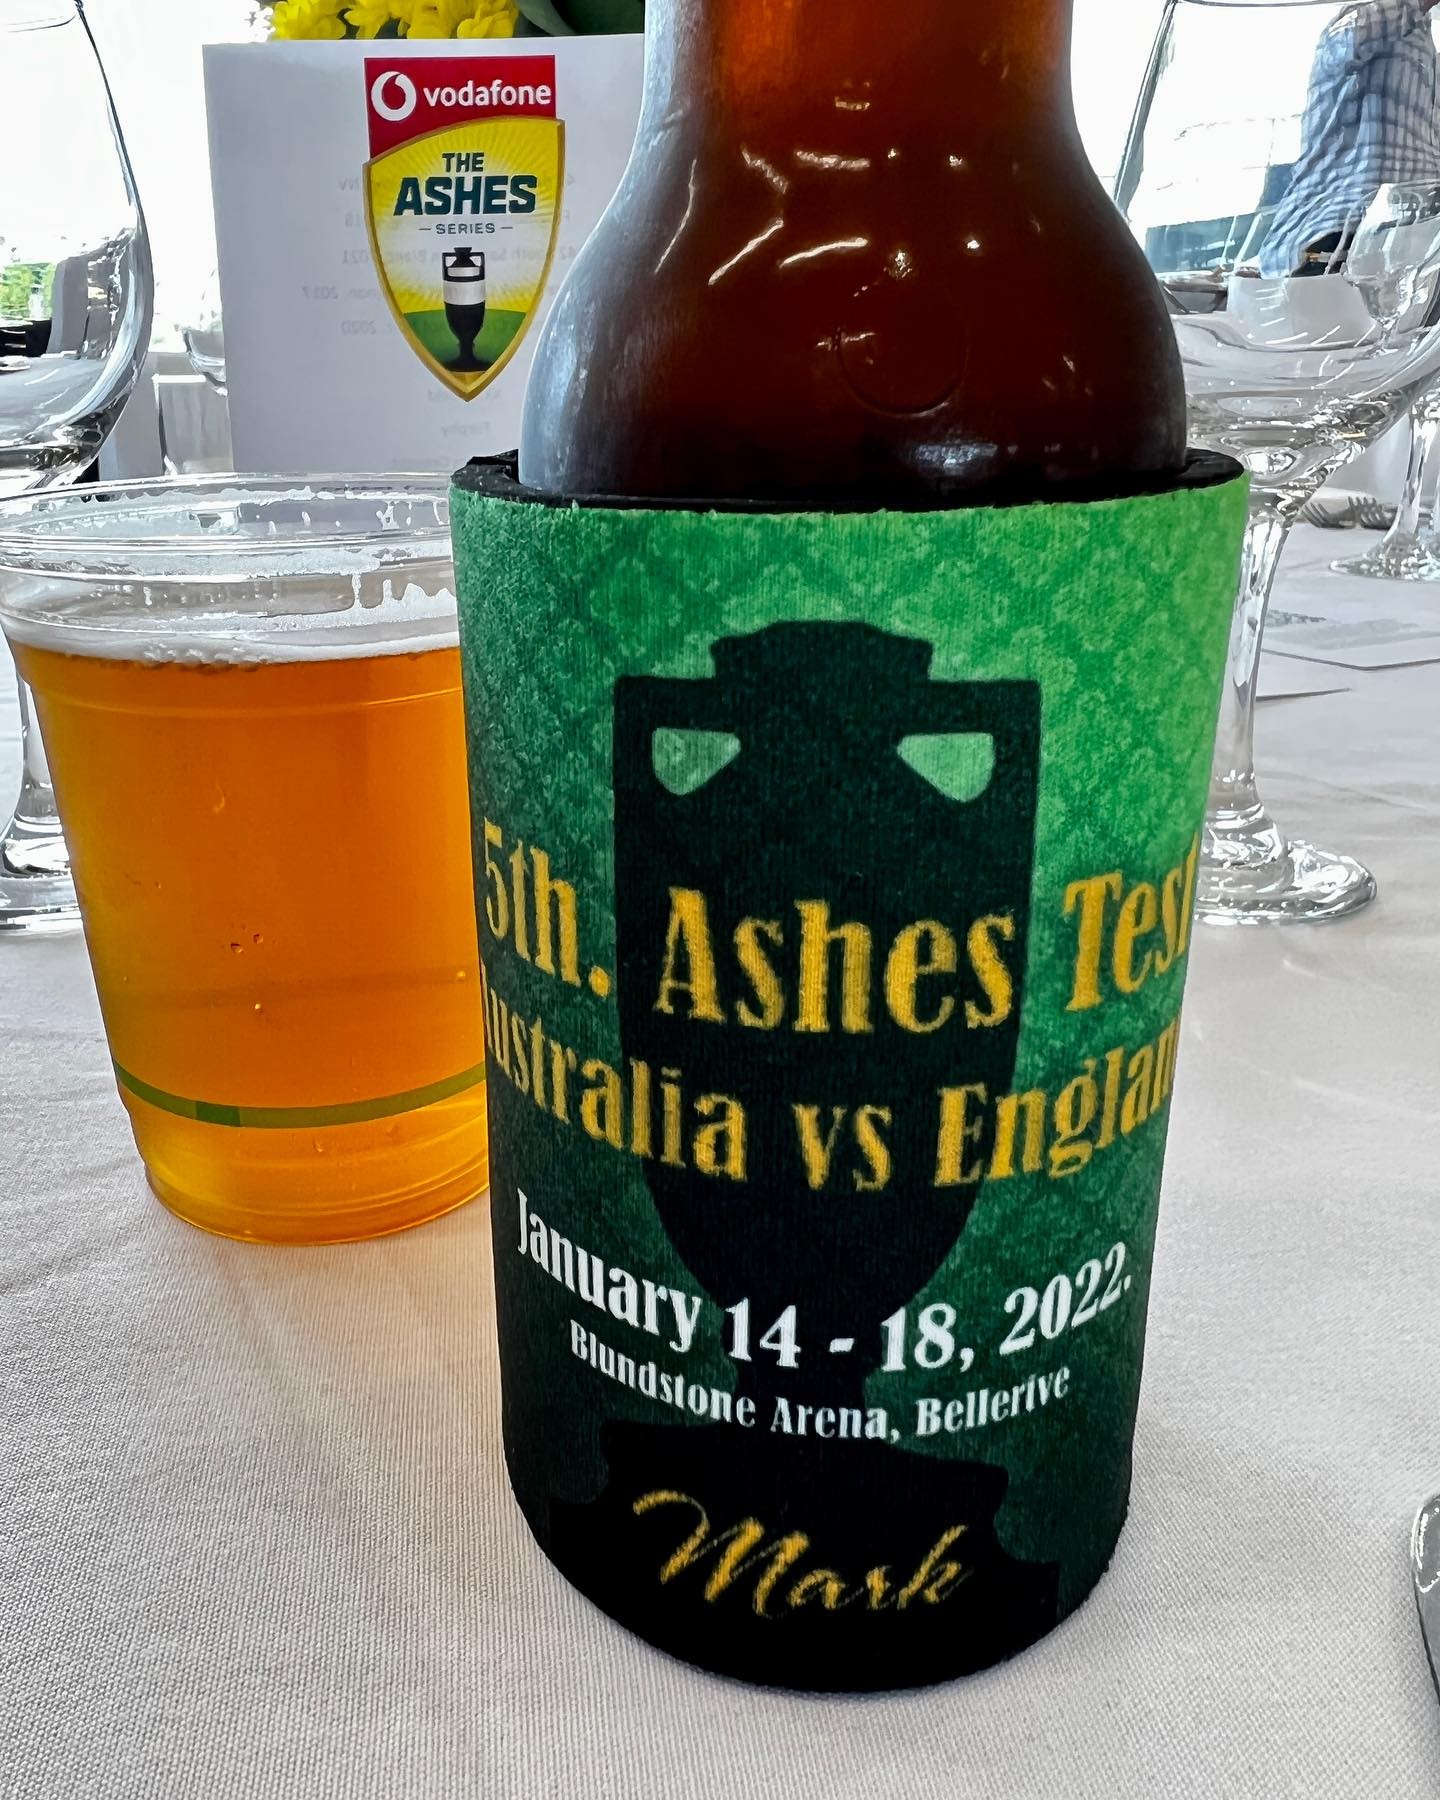 vodafone
THE
ASHES
SERIES
5th. Ashes Test
Australia vs England
January 14 - 18, 2022.
Blundstone Arena, Bellerive
Mark